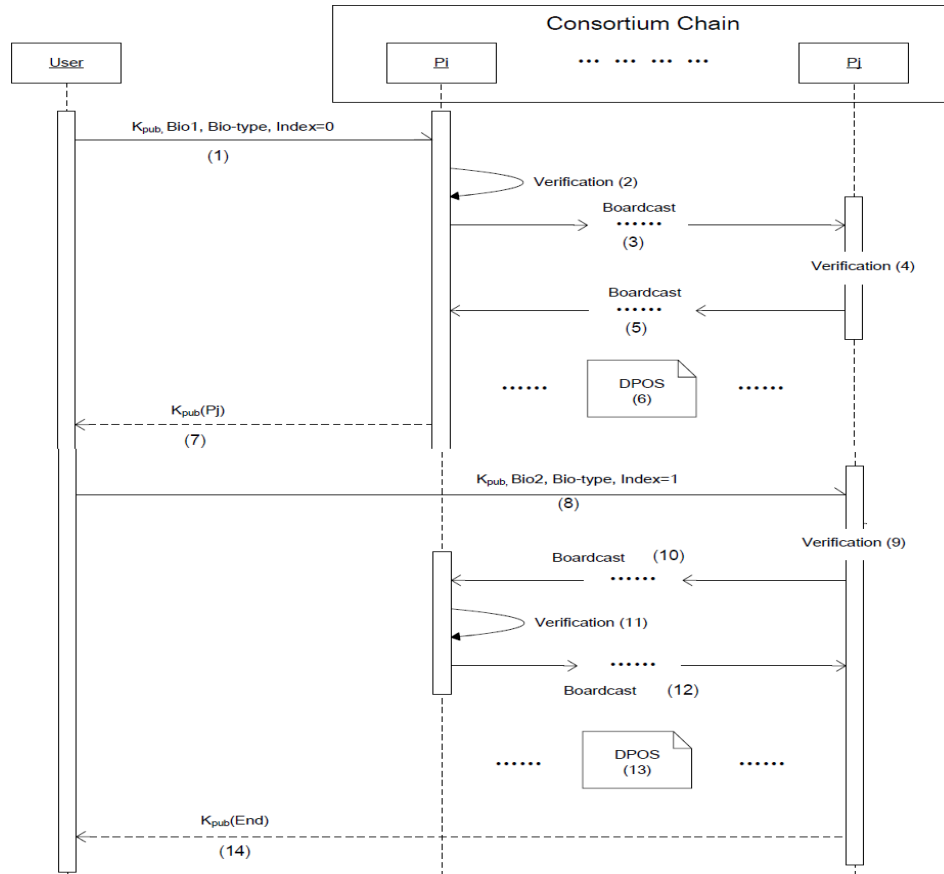 Consortium Chain
User
Pi
... ... ... ...
Pj
Kpub, Bio1, Bio-type, Index=0
(1)
Verification (2)
Boardcast
......
(3)
Verification (4)
Boardcast
......
(5)
......
DPOS
(6)
......
Kpub(Pj)
(7)
Kpub, Bio2, Bio-type, Index=1
(8)
Verification (9)
Boardcast (10)
......
Verification (11)
......
Boardcast (12)
......
DPOS
(13)
......
Kpub(End)
(14)